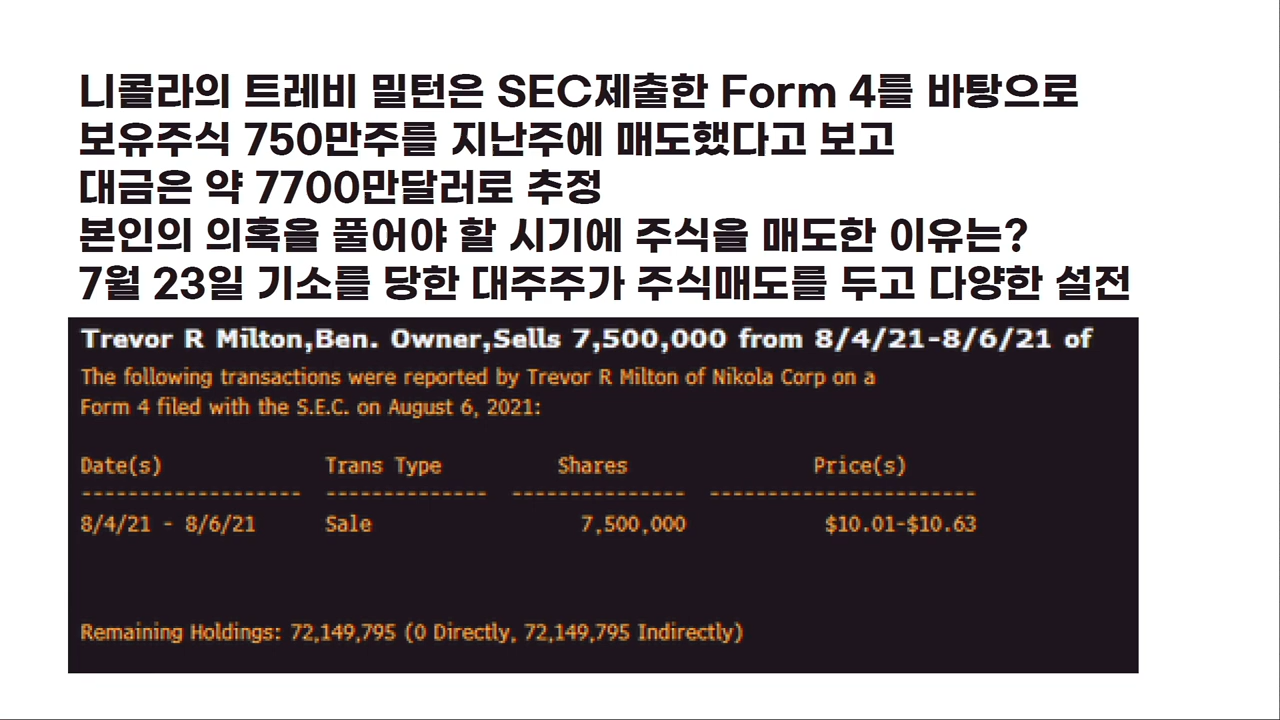 니콜라의 트레비 밀턴은 SEC제출한 Form 4를 바탕으로
보유주식 750만주를 지난주에 매도했다고 보고
대금은 약 7700만달러로 추정
본인의 의혹을 풀어야 할 시기에 주식을 매도한 이유는?
7월 23일 기소를 당한 대주주가 주식매도를 두고 다양한 설전
Trevor R Milton,Ben. Owner,Sells 7,500,000 from 8/4/21-8/6/21 of
The following transactions were reported by Trevor R Milton of Nikola Corp on a
Form 4 filed with the S.E.C. on August 6, 2021:
Date(s) Trans Type Shares Price(s)
------------------- -------------- --------------- -----------------------
8/4/21 - 8/6/21 Sale 7,500,000 $10.01-$10.63
Remaining Holdings: 72,149,795 (0 Directly, 72,149,795 Indirectly)